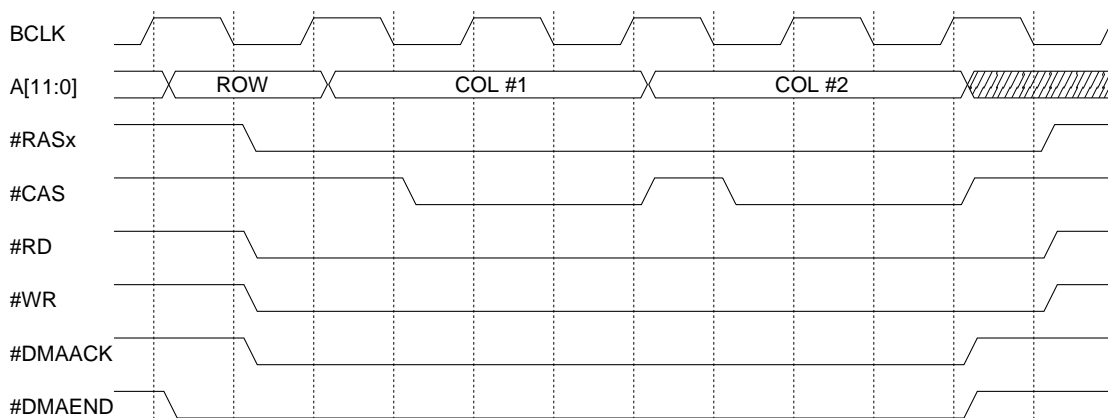 BCLK
A[11:0] ROW COL #1 COL #2
#RASx
#CAS
#RD
#WR
#DMAACK
#DMAEND